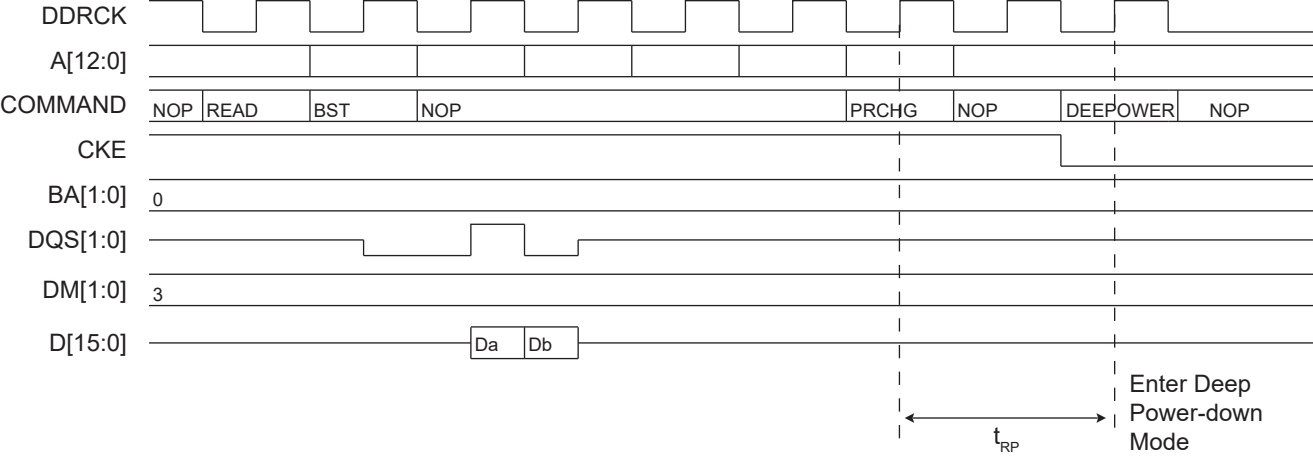 DDRCK
A[12:0]
COMMAND NOP READ BST NOP PRCHG NOP DEEPOWER NOP
CKE
BA[1:0] 0
DQS[1:0]
DM[1:0] 3
D[15:0] Da Db
Enter Deep
Power-down
Mode
tRP